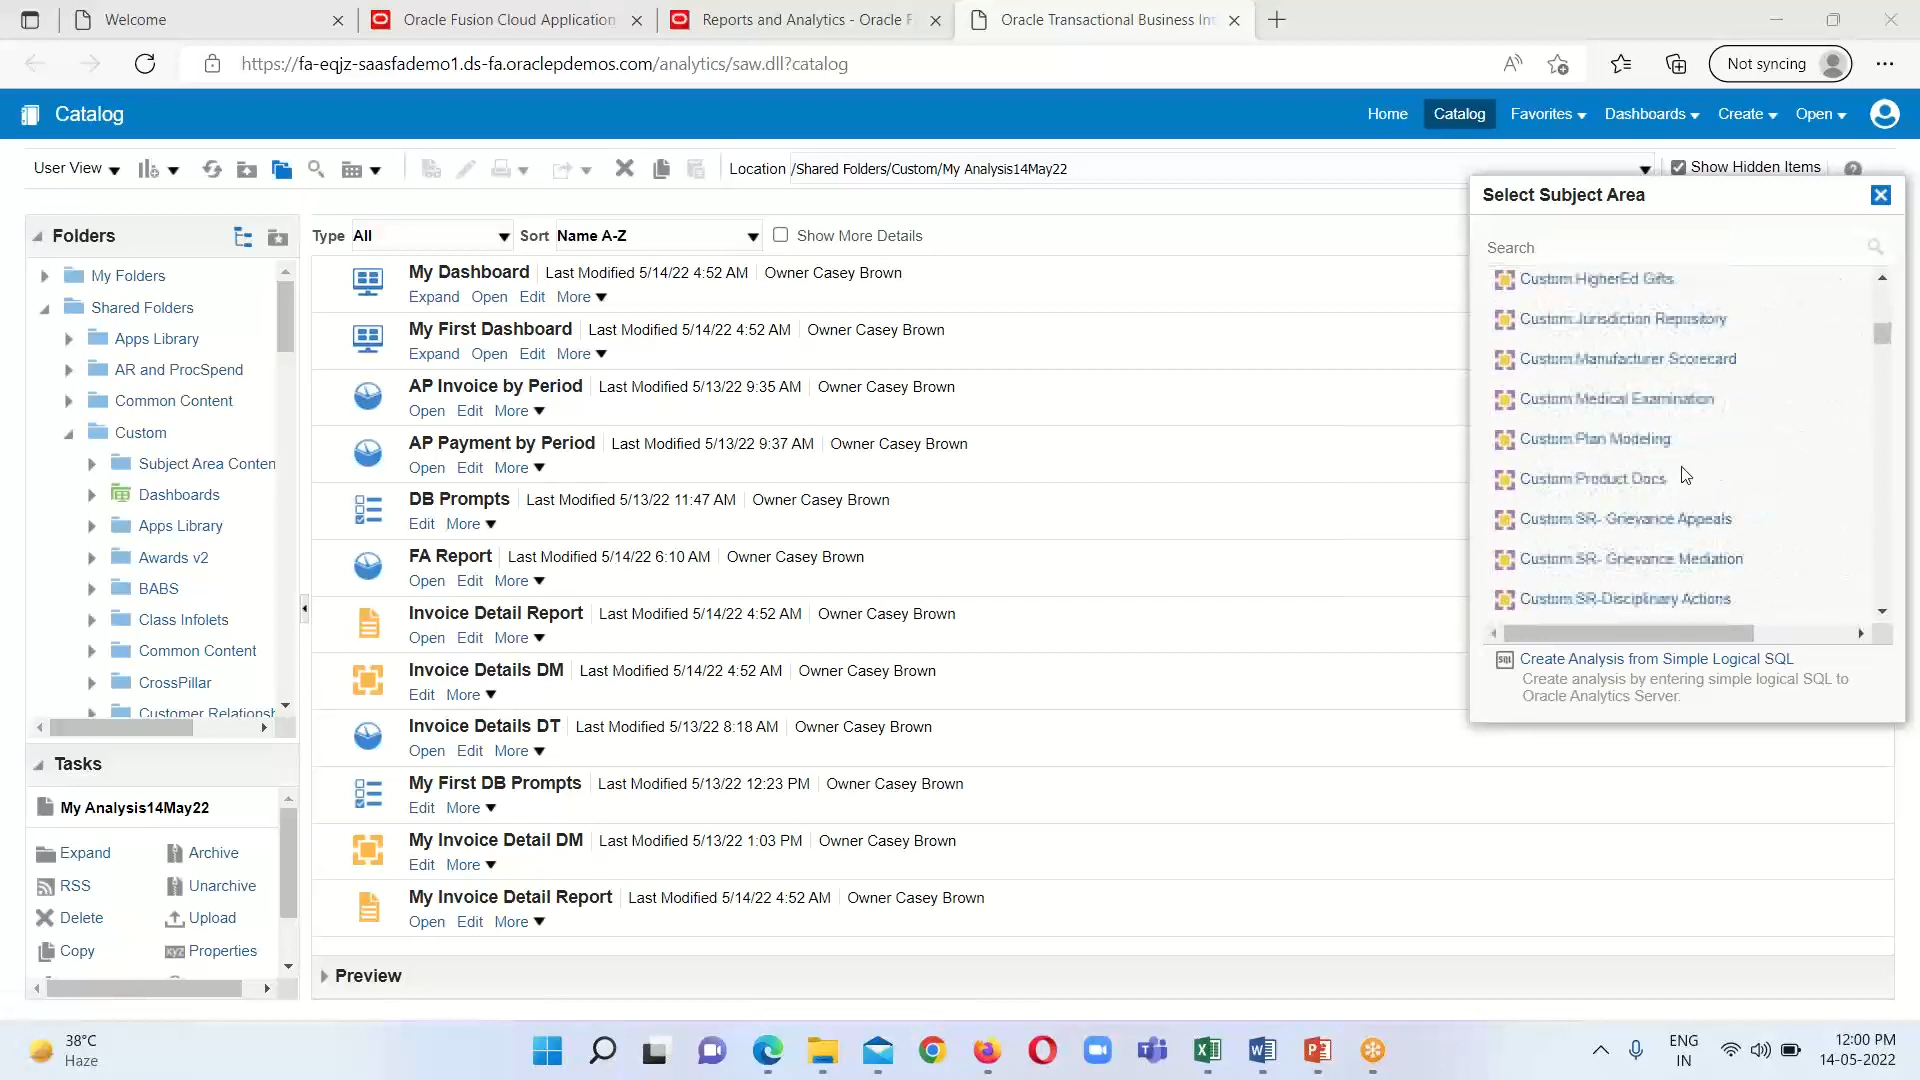 Welcome
Oracle Fusion Cloud Application
Reports and Analytics - Oracle F
Oracle Transactional Business Int
https://fa-eqjz-saasfademo1.ds-fa.oraclepdemos.com/analytics/saw.dll?catalog
Not syncing
Catalog
Home Catalog Favorites Dashboards Create Open
User View
Location /Shared Folders/Custom/My Analysis14May22
Show Hidden Items
Folders
My Folders
Shared Folders
Apps Library
AR and ProcSpend
Common Content
Custom
Subject Area Conten
Dashboards
Apps Library
Awards v2
BABS
Class Infolets
Common Content
CrossPillar
Customer Relationsh
Tasks
My Analysis14May22
Expand Archive
RSS Unarchive
Delete Upload
Copy Properties
Type All Sort Name A-Z Show More Details
My Dashboard Last Modified 5/14/22 4:52 AM Owner Casey Brown
Expand Open Edit More
My First Dashboard Last Modified 5/14/22 4:52 AM Owner Casey Brown
Expand Open Edit More
AP Invoice by Period Last Modified 5/13/22 9:35 AM Owner Casey Brown
Open Edit More
AP Payment by Period Last Modified 5/13/22 9:37 AM Owner Casey Brown
Open Edit More
DB Prompts Last Modified 5/13/22 11:47 AM Owner Casey Brown
Edit More
FA Report Last Modified 5/14/22 6:10 AM Owner Casey Brown
Open Edit More
Invoice Detail Report Last Modified 5/14/22 4:52 AM Owner Casey Brown
Open Edit More
Invoice Details DM Last Modified 5/14/22 4:52 AM Owner Casey Brown
Edit More
Invoice Details DT Last Modified 5/13/22 8:18 AM Owner Casey Brown
Open Edit More
My First DB Prompts Last Modified 5/13/22 12:23 PM Owner Casey Brown
Edit More
My Invoice Detail DM Last Modified 5/13/22 1:03 PM Owner Casey Brown
Edit More
My Invoice Detail Report Last Modified 5/14/22 4:52 AM Owner Casey Brown
Open Edit More
Preview
Select Subject Area
Search
Custom HigherEd Gifts
Custom Jurisdiction Repository
Custom Manufacturer Scorecard
Custom Medical Examination
Custom Plan Modeling
Custom Product Docs
Custom SR- Grievance Appeals
Custom SR- Grievance Mediation
Custom SR-Disciplinary Actions
SQL Create Analysis from Simple Logical SQL
Create analysis by entering simple logical SQL to
Oracle Analytics Server.
38°C
Haze
ENG
IN
12:00 PM
14-05-2022